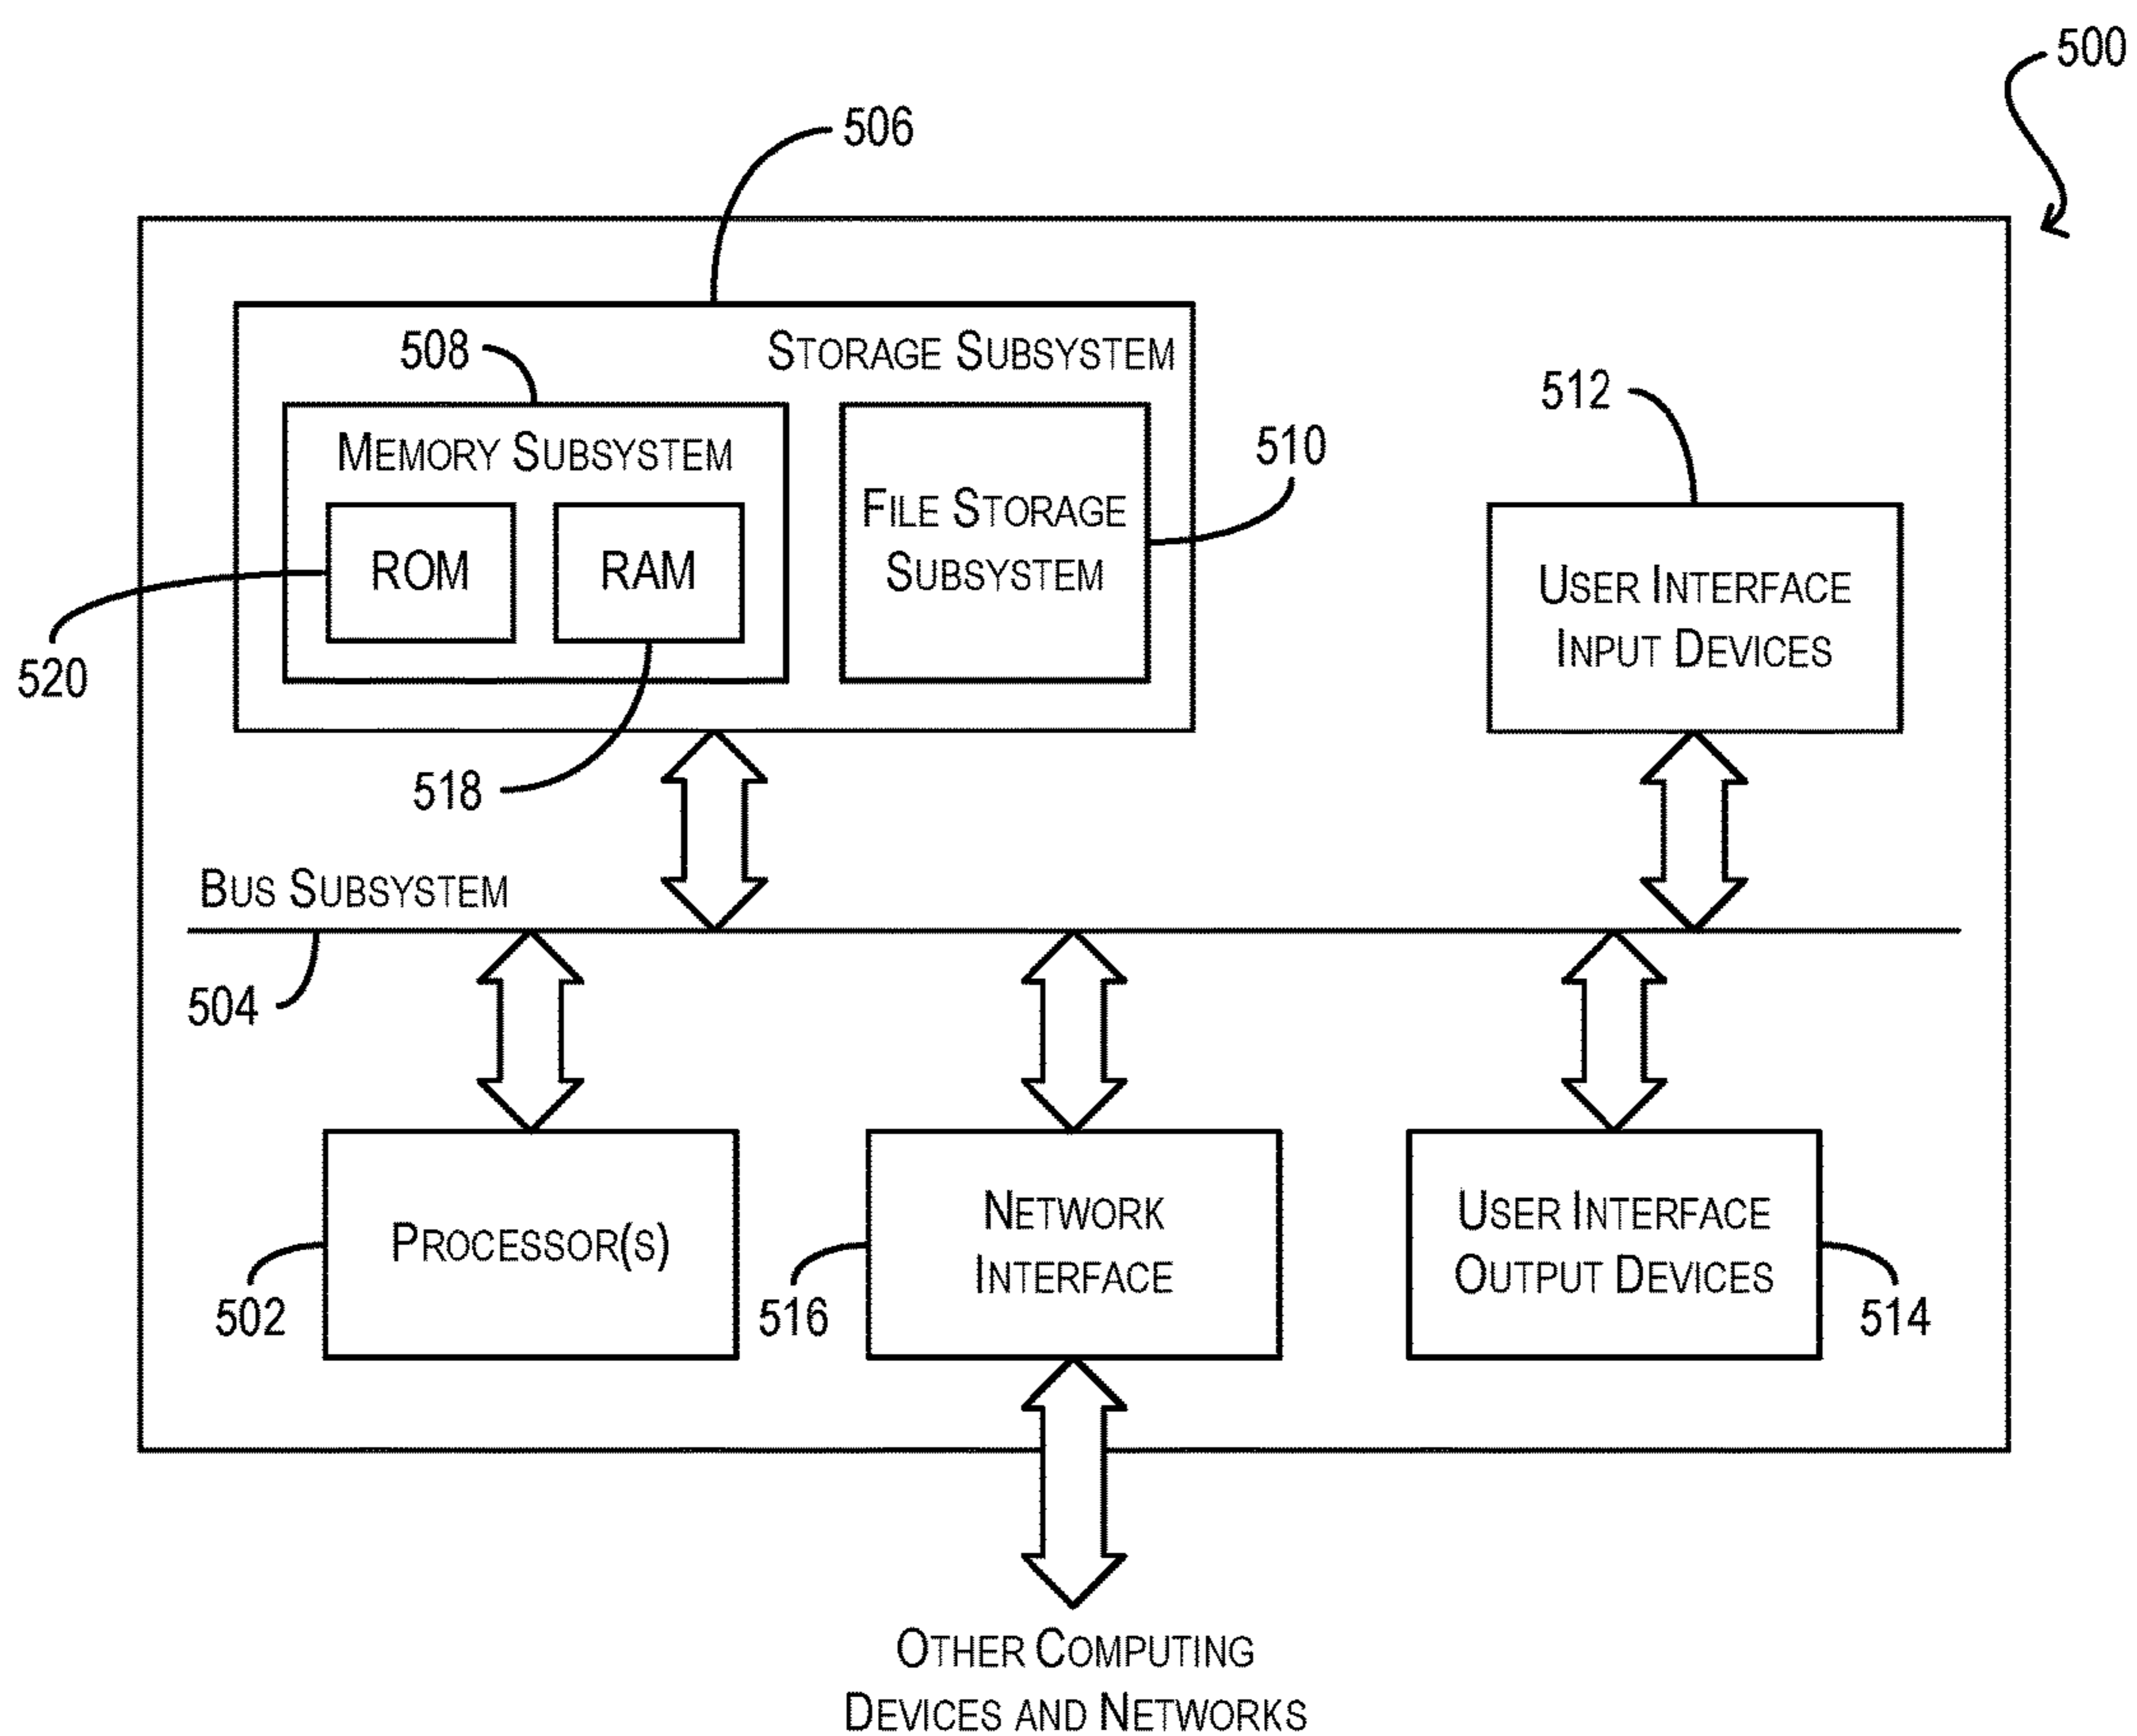 500
506
STORAGE SUBSYSTEM
508
512
MEMORY SUBSYSTEM
510
FILE STORAGE
SUBSYSTEM
ROM
RAM
USER INTERFACE
INPUT DEVICES
520
518
BUS SUBSYSTEM
504
PROCESSOR(S)
NETWORK
INTERFACE
USER INTERFACE
OUTPUT DEVICES
502
516
514
OTHER COMPUTING
DEVICES AND NETWORKS